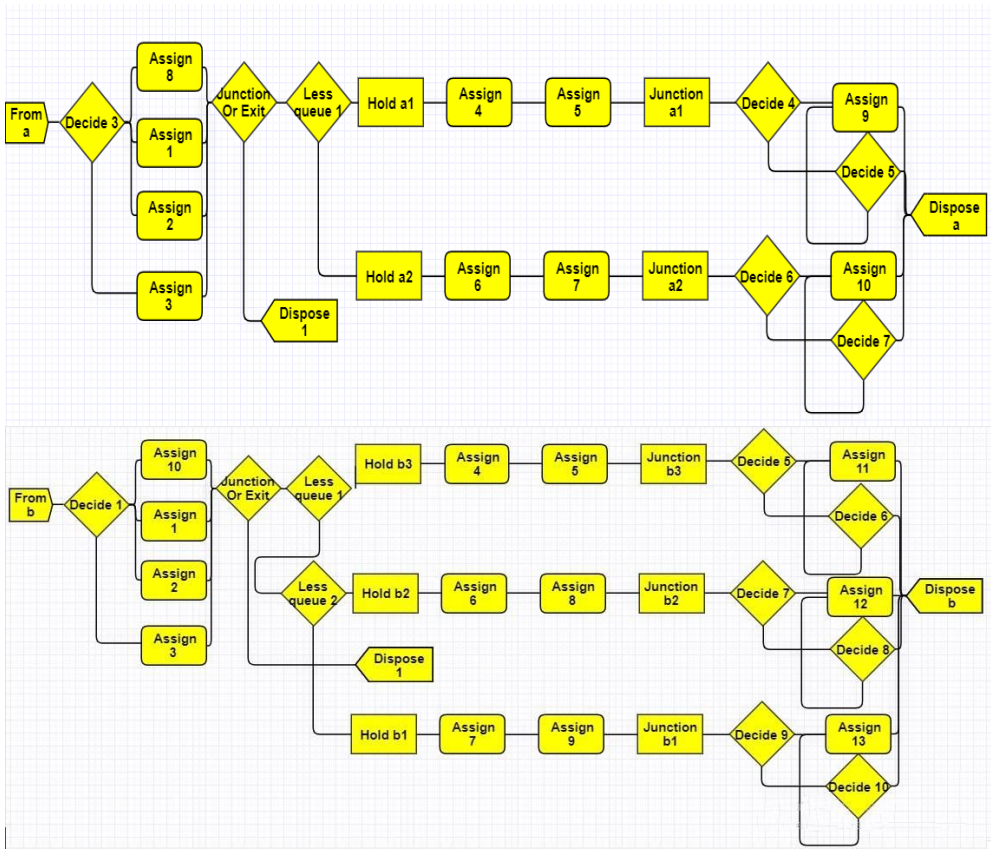 From
a
Decide 3
Assign
8
Assign
1
Assign
2
Assign
3
Junction
Or Exit
Dispose
1
Less
queue 1
Hold a1
Assign
4
Assign
5
Junction
a1
Decide 4
Assign
9
Decide 5
Hold a2
Assign
6
Assign
7
Junction
a2
Decide 6
Assign
10
Decide 7
Dispose
a
From
b
Decide 1
Assign
10
Assign
1
Assign
2
Assign
3
Junction
Or Exit
Less
queue 1
Hold b3
Assign
4
Assign
5
Junction
b3
Decide 5
Assign
11
Decide 6
Less
queue 2
Hold b2
Assign
6
Assign
8
Junction
b2
Decide 7
Assign
12
Decide 8
Dispose
b
Dispose
1
Hold b1
Assign
7
Assign
9
Junction
b1
Decide 9
Assign
13
Decide 10